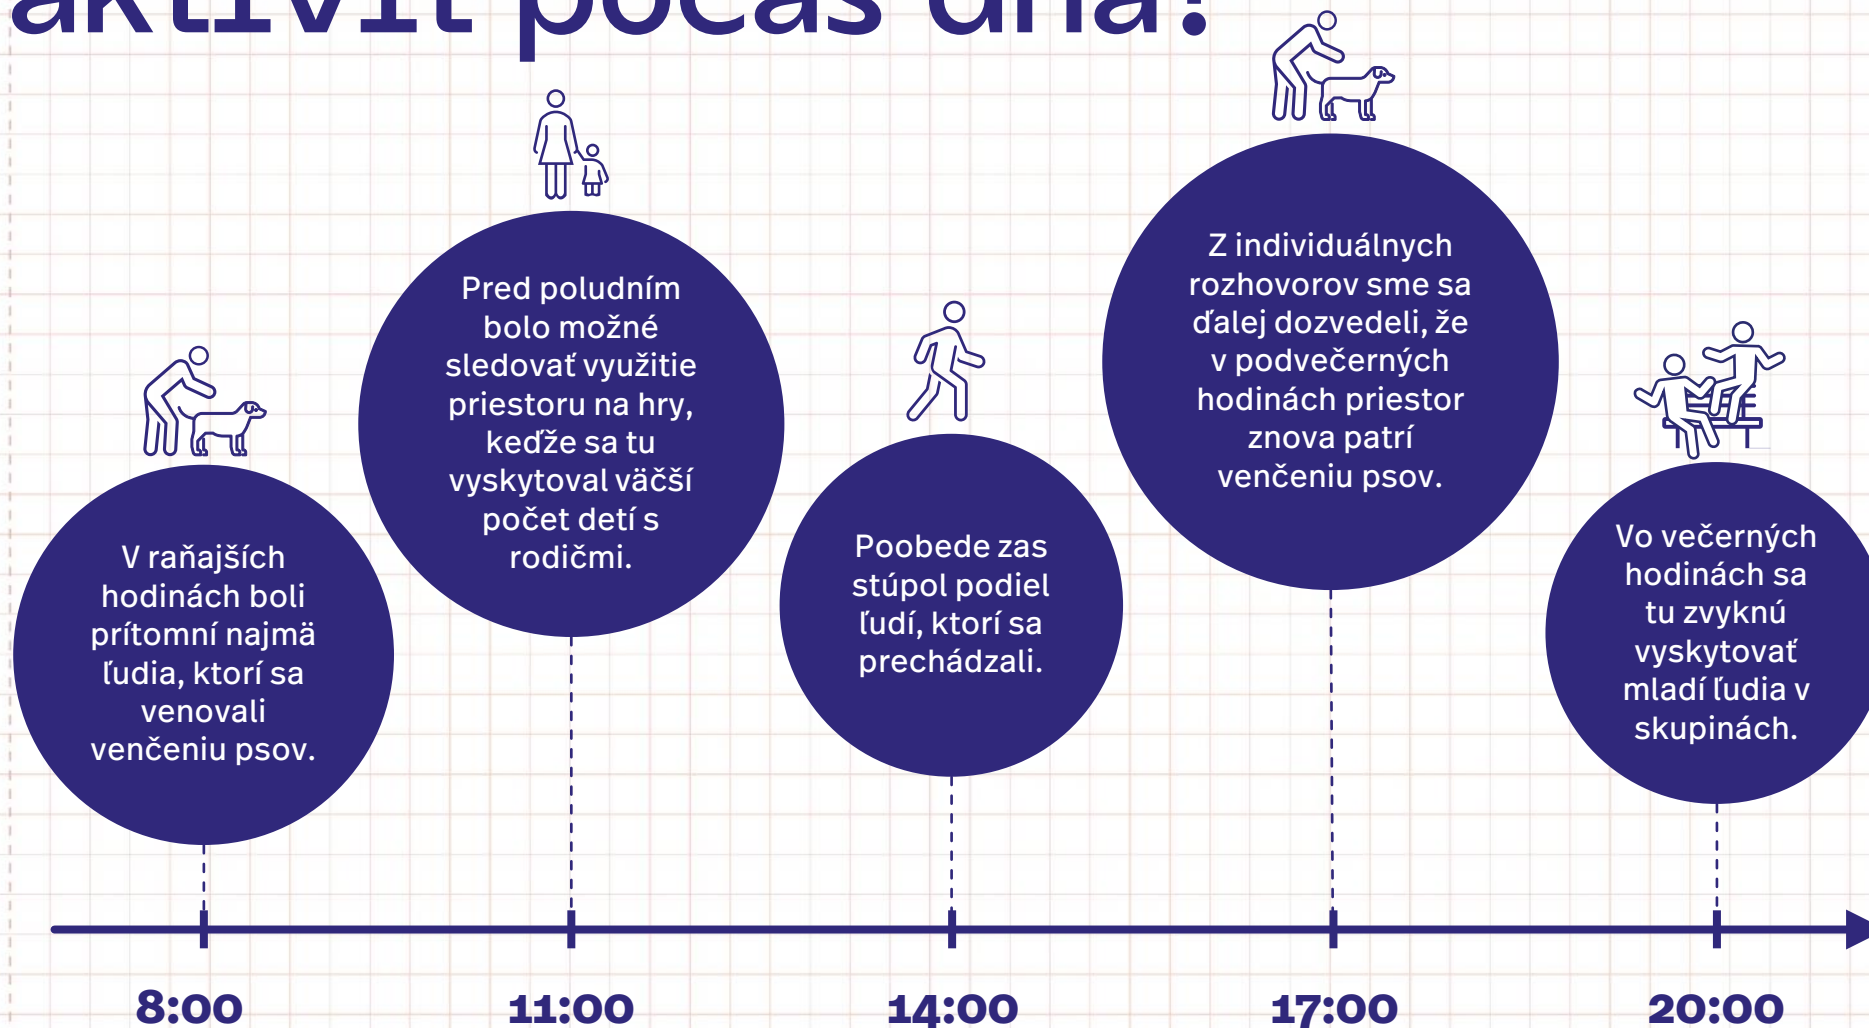 aktivít počas dňa?
V raňajších
hodinách boli
prítomní najmä
ľudia, ktorí sa
venovali
venčeniu psov.
Pred poludním
bolo možné
sledovať využitie
priestoru na hry,
keďže sa tu
vyskytoval väčší
počet detí s
rodičmi.
Poobede zas
stúpol podiel
ľudí, ktorí sa
prechádzali.
Z individuálnych
rozhovorov sme sa
ďalej dozvedeli, že
v podvečerných
hodinách priestor
znova patrí
venčeniu psov.
Vo večerných
hodinách sa
tu zvyknú
vyskytovať
mladí ľudia v
skupinách.
8:00
11:00
14:00
17:00
20:00